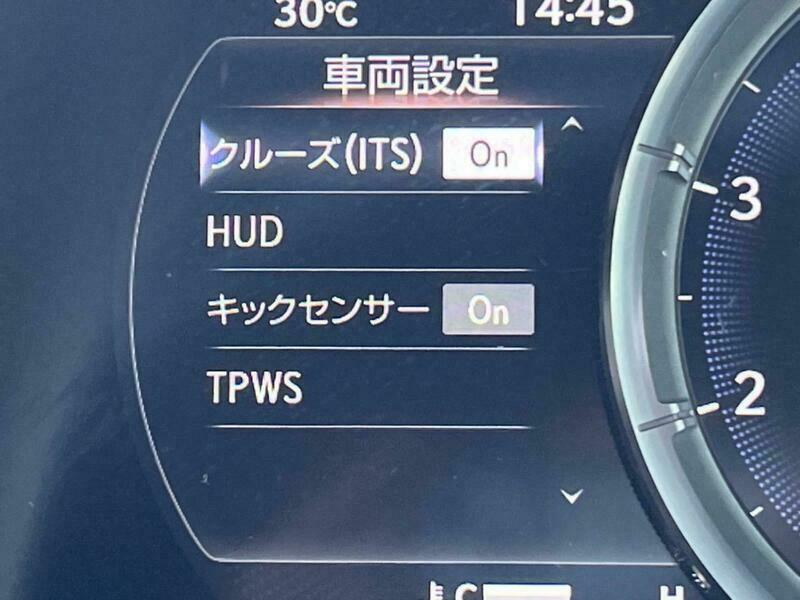 30℃ 14:45
車両設定
クルーズ(ITS) On
HUD
キックセンサー On
TPWS
3
2
C H